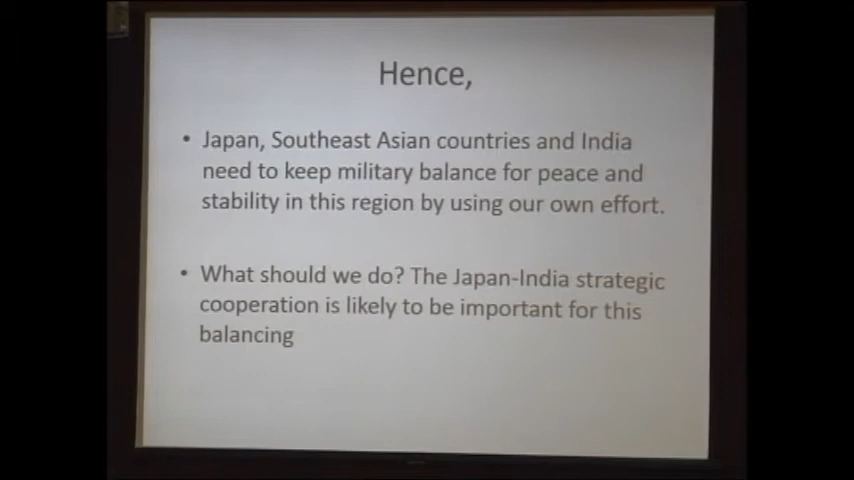 Hence,
• Japan, Southeast Asian countries and India
need to keep military balance for peace and
stability in this region by using our own effort.
• What should we do? The Japan-India strategic
cooperation is likely to be important for this
balancing